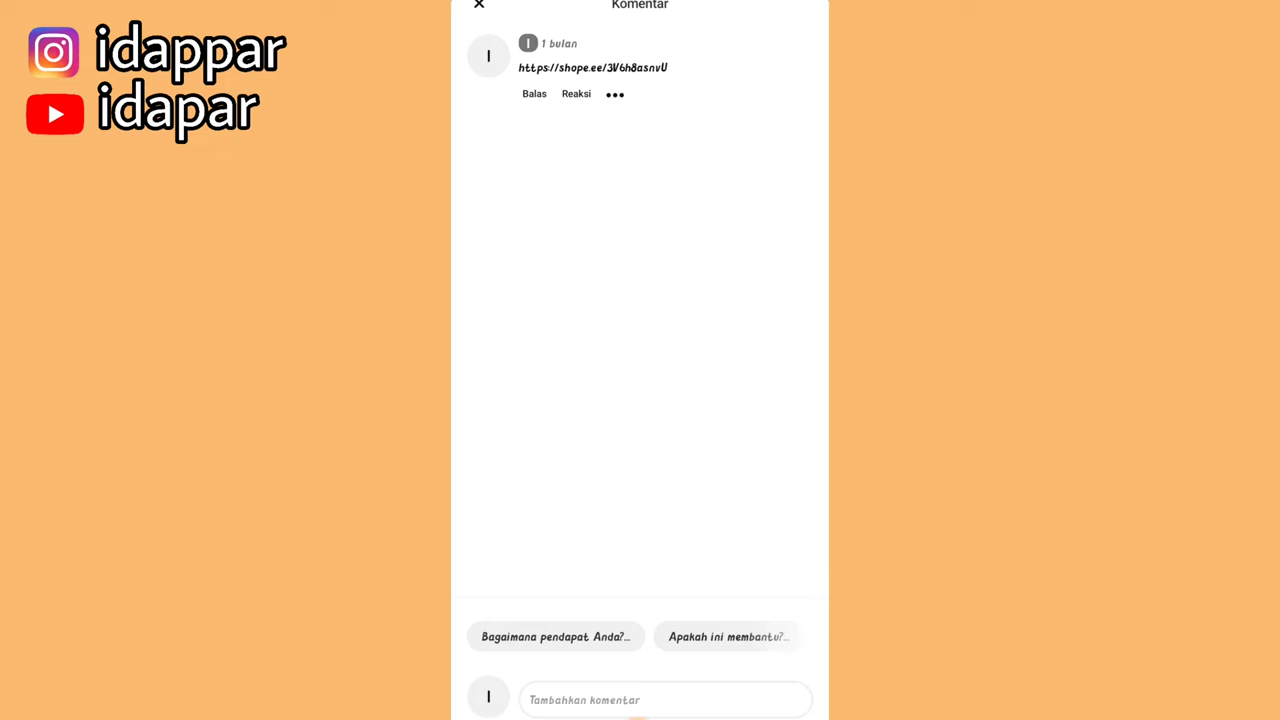 idappar
idapar
Komentar
I
I 1 bulan
https://shope.ee/3V6h8asnvU
Balas Reaksi
Bagaimana pendapat Anda?... Apakah ini membantu?...
I
Tambahkan komentar